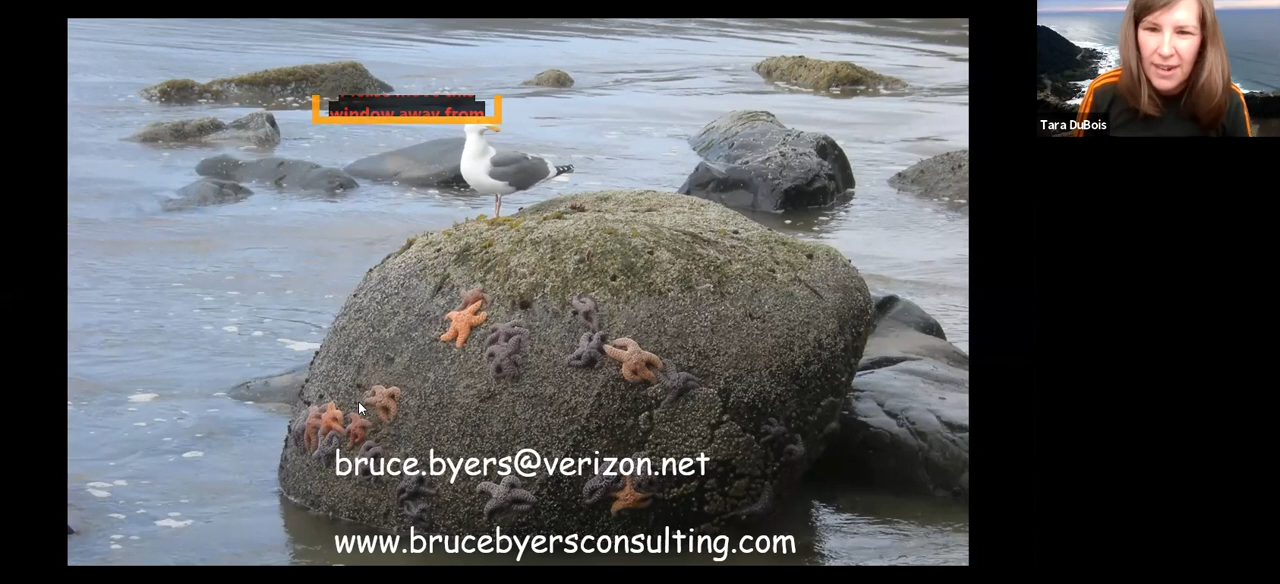 window away from
Tara DuBois
bruce.byers@verizon.net
www.brucebyersconsulting.com